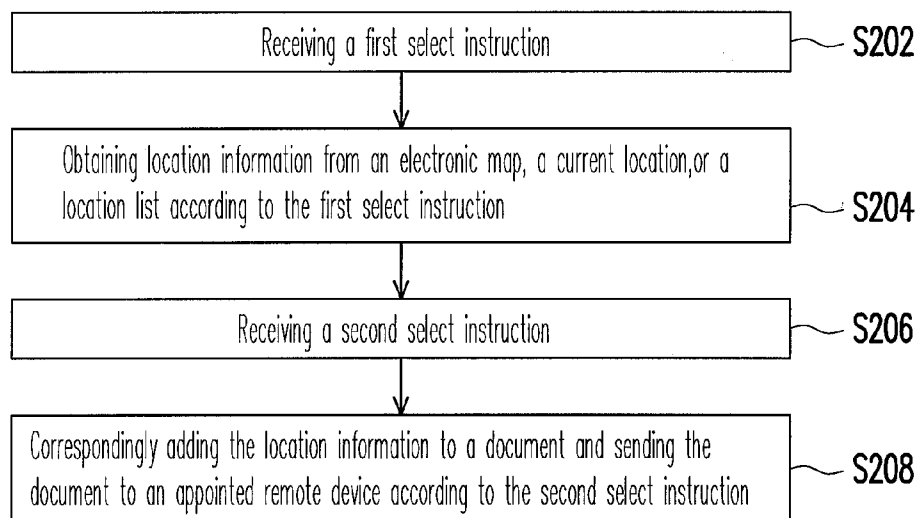 Receiving a first select instruction
S202
Obtaining location information from an electronic map, a current location,or a
location list according to the first select instruction
S204
Receiving a second select instruction
S206
Correspondingly adding the location information to a document and sending the
document to an appointed remote device according to the second select instruction
S208